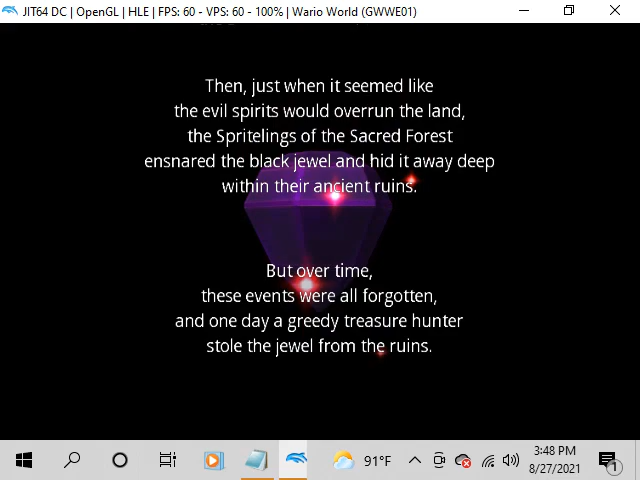 JIT64 DC | OpenGL | HLE | FPS: 60 - VPS: 60 - 100% | Wario World (GWWE01)
Then, just when it seemed like
the evil spirits would overrun the land,
the Spritelings of the Sacred Forest
ensnared the black jewel and hid it away deep
within their ancient ruins.
But over time,
these events were all forgotten,
and one day a greedy treasure hunter
stole the jewel from the ruins.
91°F
3:48 PM
8/27/2021
1